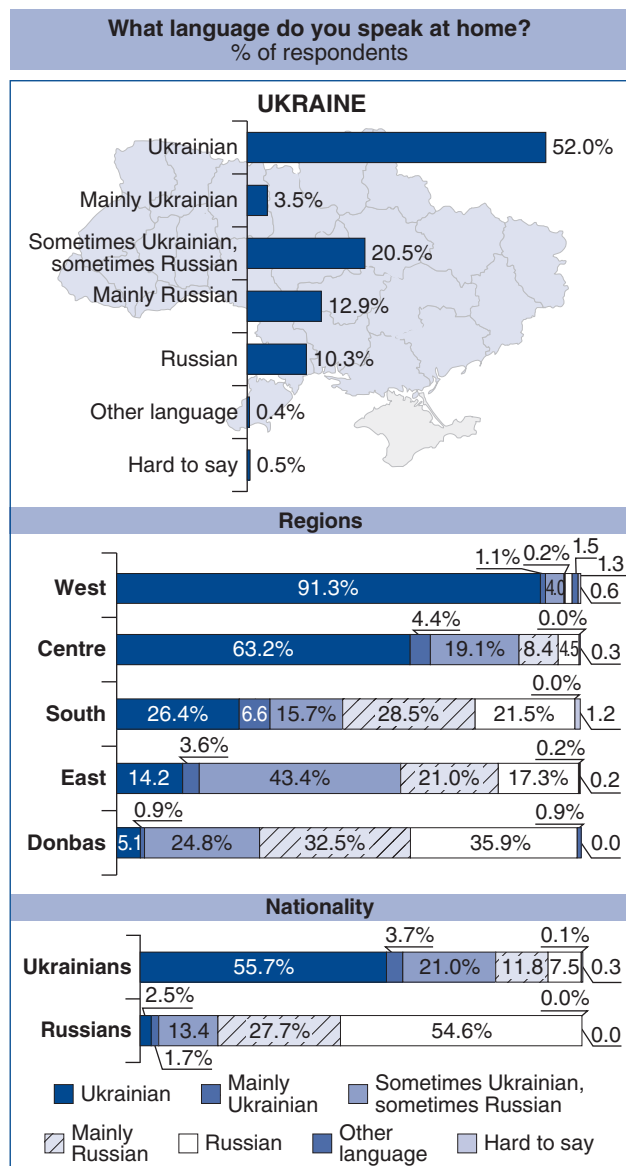 What language do you speak at home?
% of respondents
UKRAINE
Ukrainian 52.0%
Mainly Ukrainian 3.5%
Sometimes Ukrainian,
sometimes Russian 20.5%
Mainly Russian 12.9%
Russian 10.3%
Other language 0.4%
Hard to say 0.5%
Regions
1.1% 0.2% 1.5 1.3
West 91.3% 4.0 0.6
4.4% 0.0%
Centre 63.2% 19.1% 8.4 4.5 0.3
0.0%
South 26.4% 6.6 15.7% 28.5% 21.5% 1.2
3.6% 0.2%
East 14.2 43.4% 21.0% 17.3% 0.2
0.9% 0.9%
Donbas 5.1 24.8% 32.5% 35.9% 0.0
Nationality
3.7% 0.1%
Ukrainians 55.7% 21.0% 11.8 7.5 0.3
2.5% 0.0%
Russians 13.4 27.7% 54.6% 0.0
1.7%
Ukrainian
Mainly
Ukrainian
Sometimes Ukrainian,
sometimes Russian
Mainly
Russian
Russian
Other
language
Hard to say